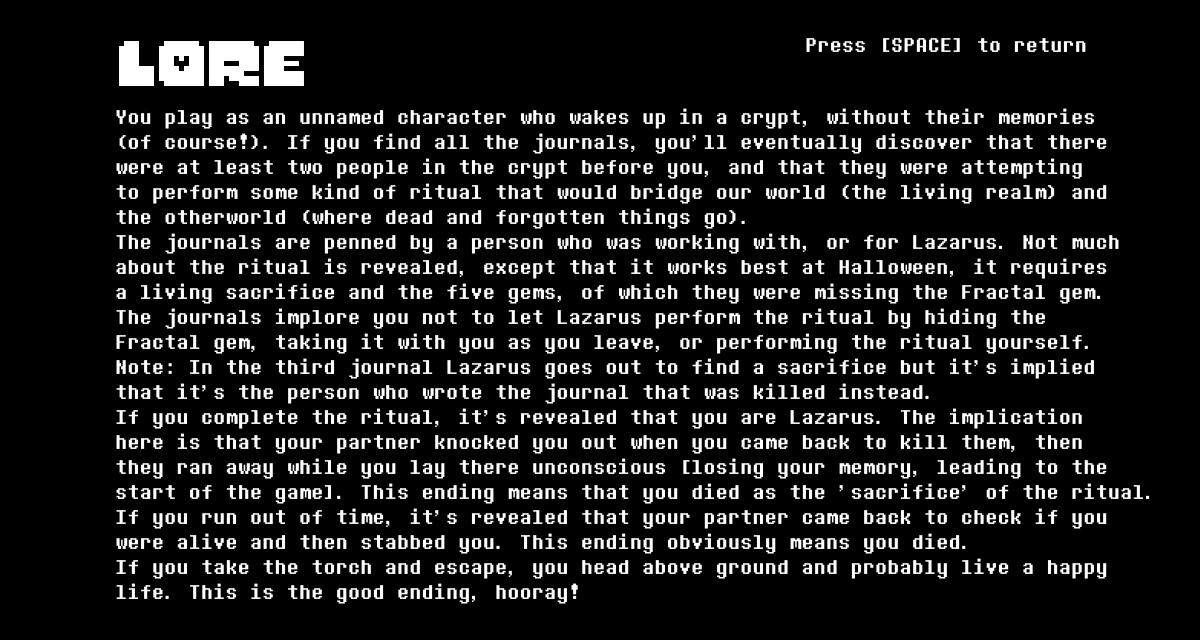 LORE
Press [SPACE] to return
You play as an unnamed character who wakes up in a crypt, without their memories
(of course!). If you find all the journals, you'll eventually discover that there
were at least two people in the crypt before you, and that they were attempting
to perform some kind of ritual that would bridge our world (the living realm) and
the otherworld (where dead and forgotten things go).
The journals are penned by a person who was working with, or for Lazarus. Not much
about the ritual is revealed, except that it works best at Halloween, it requires
a living sacrifice and the five gems, of which they were missing the Fractal gem.
The journals implore you not to let Lazarus perform the ritual by hiding the
Fractal gem, taking it with you as you leave, or performing the ritual yourself.
Note: In the third journal Lazarus goes out to find a sacrifice but it's implied
that it's the person who wrote the journal that was killed instead.
If you complete the ritual, it's revealed that you are Lazarus. The implication
here is that your partner knocked you out when you came back to kill them, then
they ran away while you lay there unconscious [losing your memory, leading to the
start of the game]. This ending means that you died as the 'sacrifice' of the ritual.
If you run out of time, it's revealed that your partner came back to check if you
were alive and then stabbed you. This ending obviously means you died.
If you take the torch and escape, you head above ground and probably live a happy
life. This is the good ending, hooray!